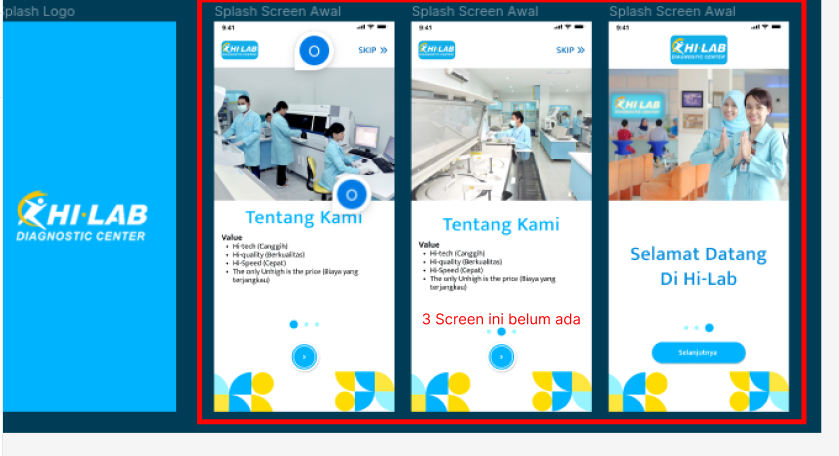 Splash Logo
Splash Screen Awal
Splash Screen Awal
Splash Screen Awal
HI-LAB
DIAGNOSTIC CENTER
9:41
HI-LAB
DIAGNOSTIC CENTER
O
SKIP »
O
Tentang Kami
Value
• Hi-tech (Canggih)
• Hi-quality (Berkualitas)
• Hi-Speed (Cepat)
• The only Unhigh is the price (Biaya yang
terjangkau)
9:41
HI-LAB
DIAGNOSTIC CENTER
SKIP »
Tentang Kami
Value
• Hi-tech (Canggih)
• Hi-quality (Berkualitas)
• Hi-Speed (Cepat)
• The only Unhigh is the price (Biaya yang
terjangkau)
3 Screen ini belum ada
9:41
HI-LAB
DIAGNOSTIC CENTER
HI LAB
Selamat Datang
Di Hi-Lab
Selanjutnya